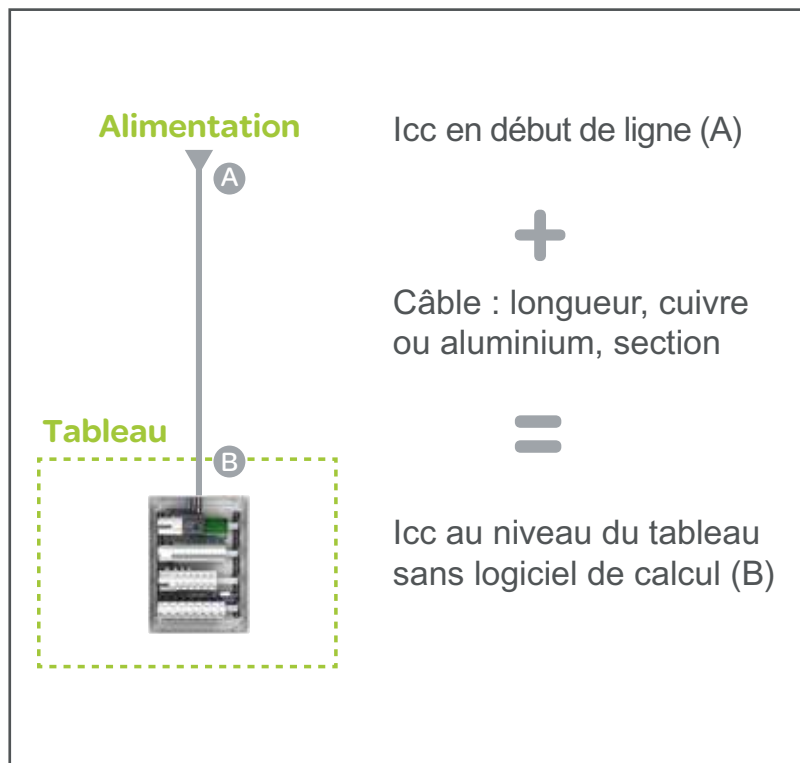 Alimentation
A
Icc en début de ligne (A)
+
Câble : longueur, cuivre
ou aluminium, section
=
Tableau
B
Icc au niveau du tableau
sans logiciel de calcul (B)